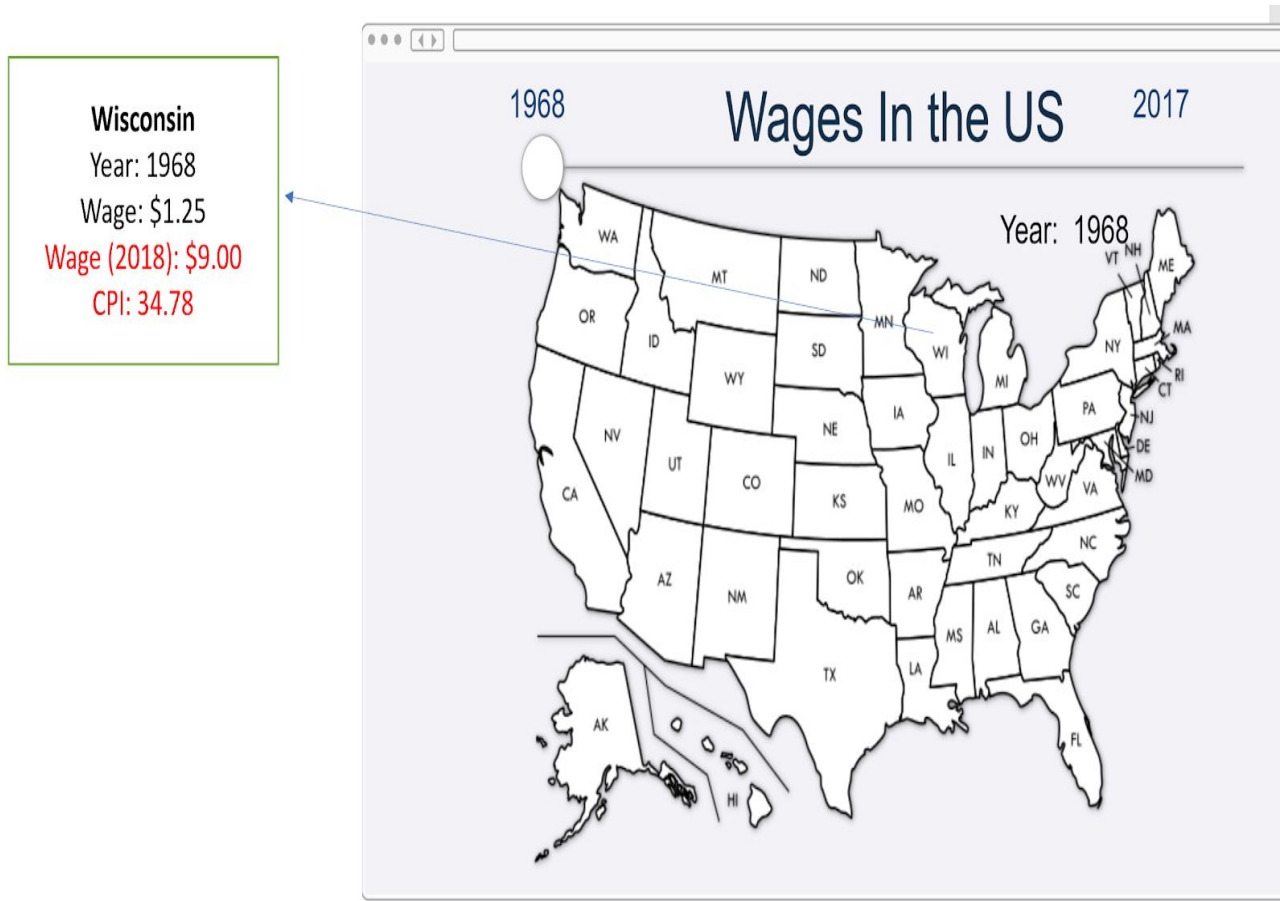 Wisconsin
Year: 1968
Wage: $1.25
Wage (2018): $9.00
CPI: 34.78
1968
Wages In the US
2017
Year: 1968
WA
MT
ND
MN
VT
NH
ME
OR
ID
SD
WI
MI
NY
MA
RI
CT
WY
IA
PA
NJ
NV
NE
OH
DE
UT
CO
IL
IN
WV
MD
CA
KS
MO
KY
VA
AZ
NM
OK
AR
TN
NC
SC
MS
AL
GA
TX
LA
AK
FL
HI